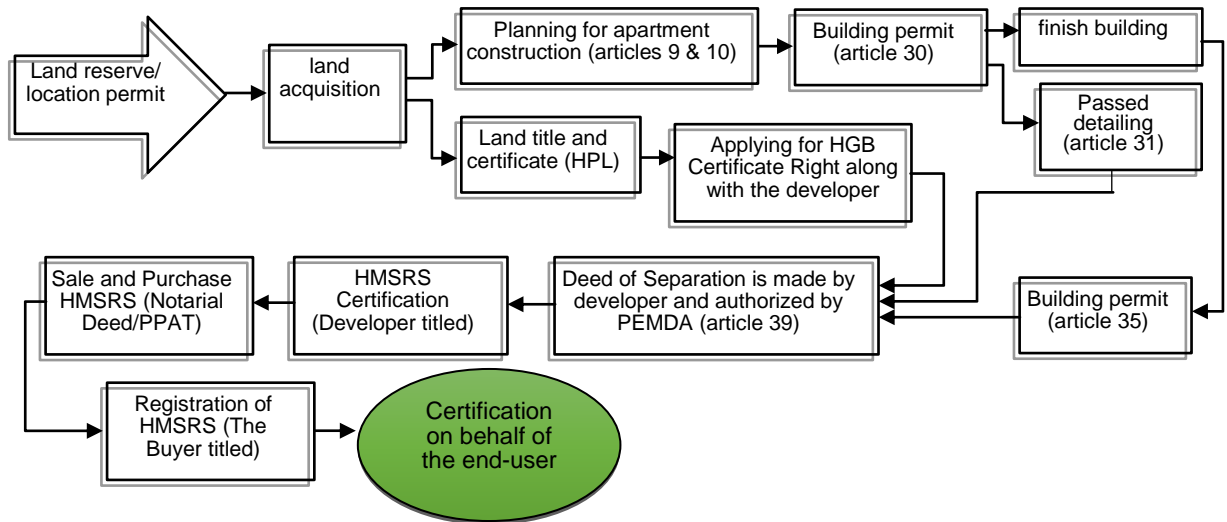 Land reserve/
location permit
land
acquisition
Planning for apartment
construction (articles 9 & 10)
Building permit
(article 30)
finish building
Passed
detailing
(article 31)
Land title and
certificate (HPL)
Applying for HGB
Certificate Right along
with the developer
Sale and Purchase
HMSRS (Notarial
Deed/PPAT)
HMSRS
Certification
(Developer titled)
Deed of Separation is made by
developer and authorized by
PEMDA (article 39)
Building permit
(article 35)
Registration of
HMSRS (The
Buyer titled)
Certification
on behalf of
the end-user